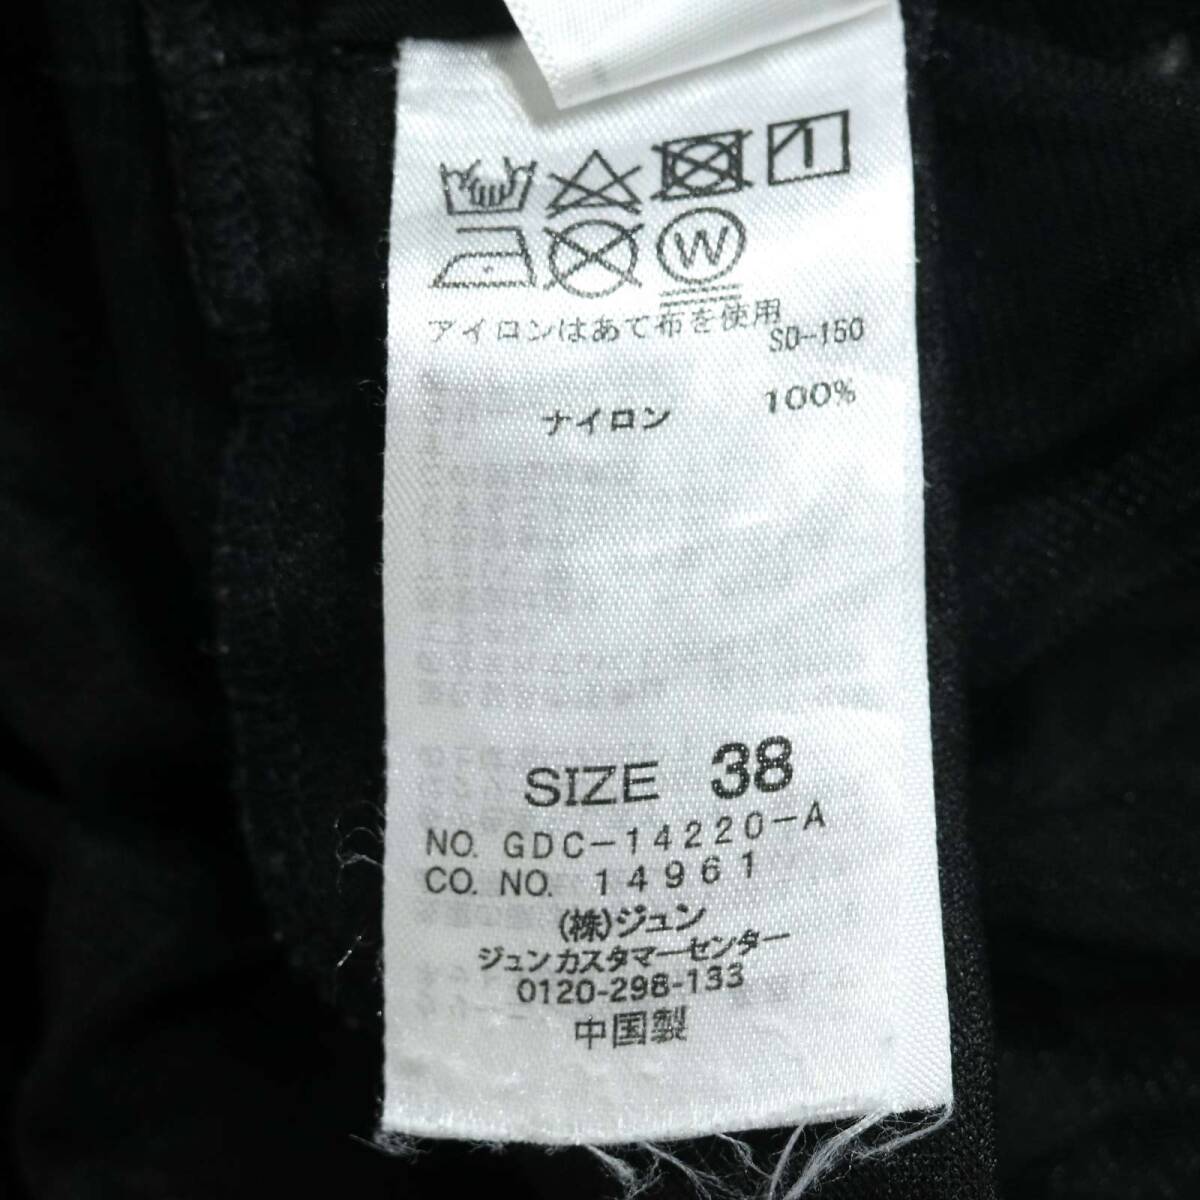 W
アイロンはあて布を使用
SD-150
ナイロン 100%
SIZE 38
NO. GDC-14220-A
CO. NO. 14961
(株)ジュン
ジュンカスタマーセンター
0120-298-133
中国製